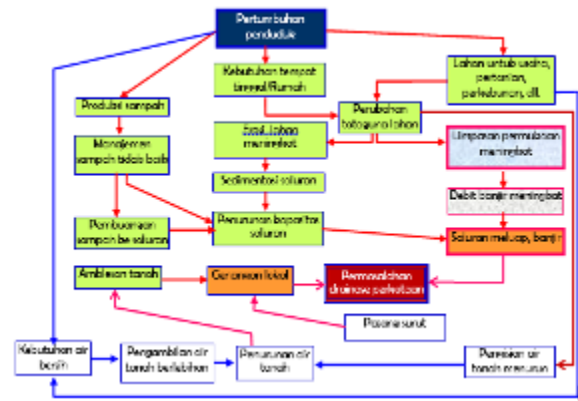 Pertumbuhan
penduduk
Kebutuhan tempat
tinggal/Rumah
Lahan untuk usaha,
pertanian,
perkebunan, dll.
Produksi sampah
Perubahan
tataguna lahan
Manajemen
sampah tidak baik
Erosi lahan
meningkat
Limpasan permukaan
meningkat
Sedimentasi saluran
Debit banjir meningkat
Pembuangan
sampah ke saluran
Penurunan kapasitas
saluran
Saluran meluap, banjir
Amblesan tanah
Genangan lokal
Permasalahan
drainase perkotaan
Pasang surut
Kebutuhan air
bersih
Pengambilan air
tanah berlebihan
Penurunan air
tanah
Peresapan air
tanah menurun